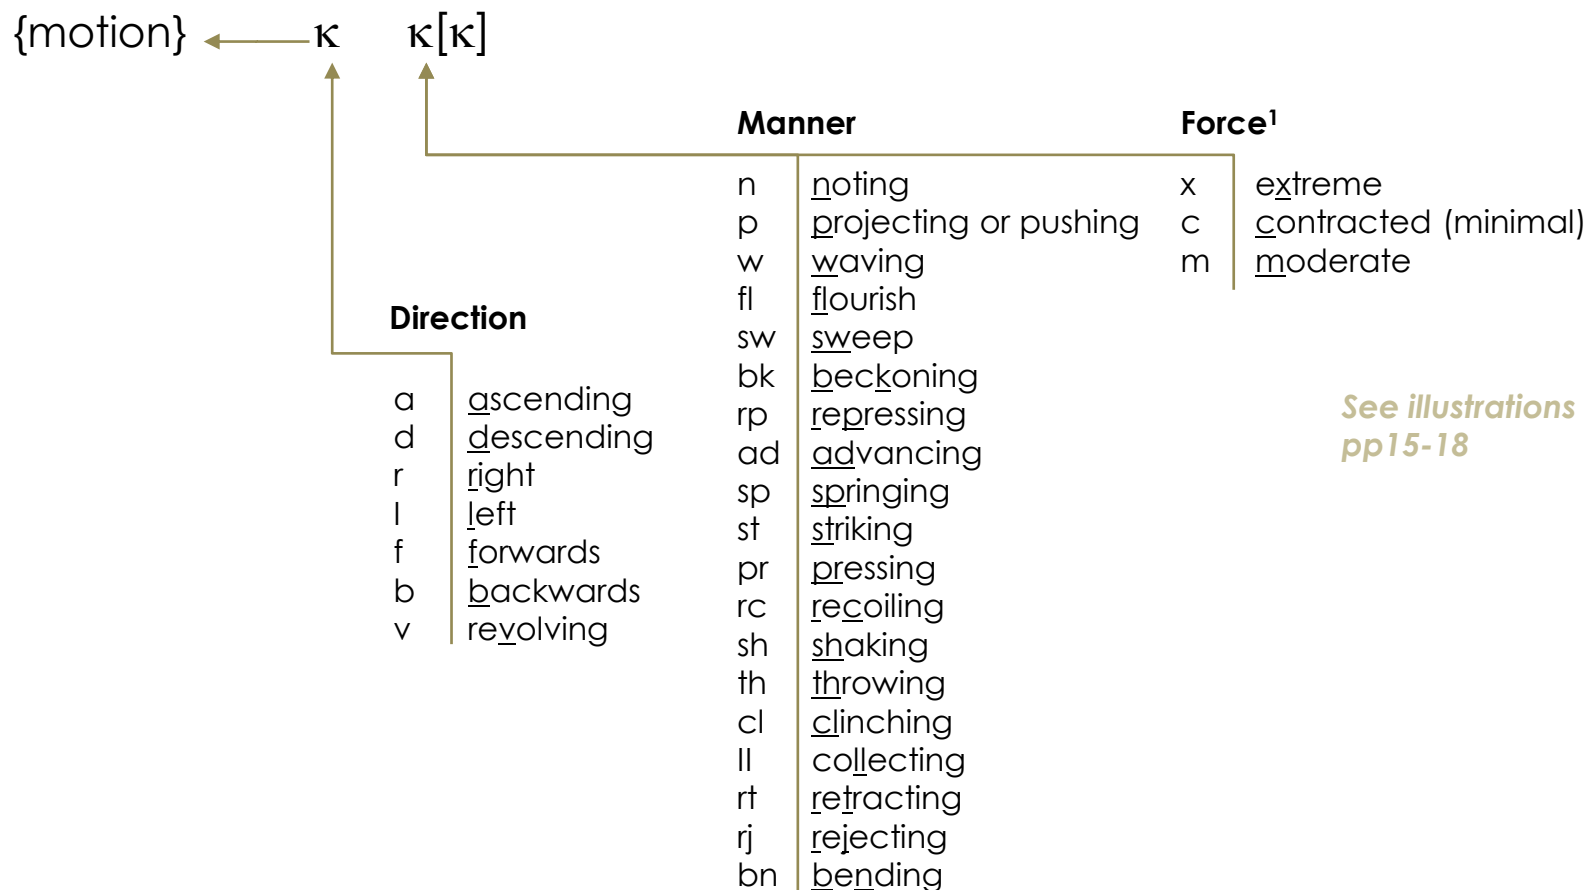 {motion} κ κ[κ]
Manner
n noting
p projecting or pushing
w waving
fl flourish
sw sweep
bk beckoning
rp repressing
ad advancing
sp springing
st striking
pr pressing
rc recoiling
sh shaking
th throwing
cl clinching
ll collecting
rt retracting
rj rejecting
bn bending
Force¹
x extreme
c contracted (minimal)
m moderate
Direction
a ascending
d descending
r right
l left
f forwards
b backwards
v revolving
See illustrations
pp15-18